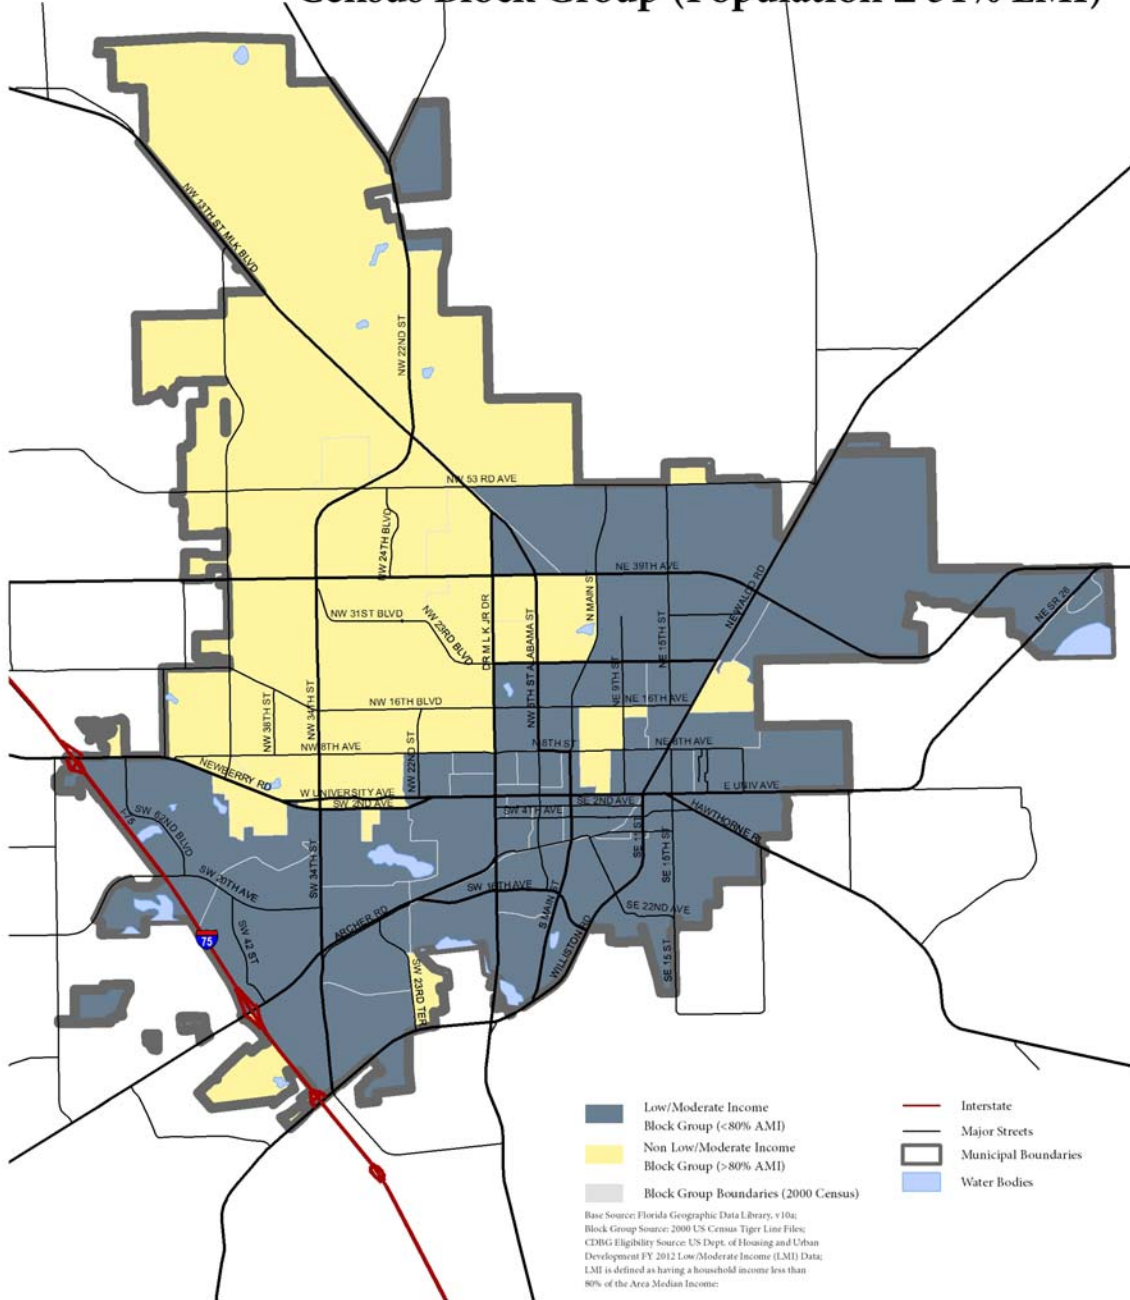 Census Block Group (Population ≥ 51% LMI)
NW 13TH ST MLK BLVD
NW 22ND ST
NW 53 RD AVE
NW 24TH BLVD
NE 39TH AVE
NEWALDO RD
NE SR 26
NW 31ST BLVD
NW 23RD BLVD
DR M L K JR DR
NW 6TH ST ALABAMA ST
N MAIN ST
NE 9TH ST
NE 15TH ST
NW 38TH ST
NW 34TH ST
NW 16TH BLVD
NE 16TH AVE
NW 8TH AVE
NW 22ND ST
N 8TH ST
NE 8TH AVE
NEWBERRY RD
W UNIVERSITY AVE
SW 2ND AVE
E UNIV AVE
SE 2ND AVE
SW 4TH AVE
HAWTHORNE R
I-75
SW 62ND BLVD
SE 11
SE 15TH ST
SW 20TH AVE
SW 34TH ST
SW 16TH AVE
SE 22ND AVE
ARCHER RD
S MAIN ST
SW 42 ST
75
WILLISTON RD
SE 15 ST
SW 23RD TER
Low/Moderate Income
Block Group (<80% AMI)
Non Low/Moderate Income
Block Group (>80% AMI)
Block Group Boundaries (2000 Census)
Interstate
Major Streets
Municipal Boundaries
Water Bodies
Base Source: Florida Geographic Data Library, v10a;
Block Group Source: 2000 US Census Tiger Line Files;
CDBG Eligibility Source: US Dept. of Housing and Urban
Development FY 2012 Low/Moderate Income (LMI) Data;
LMI is defined as having a household income less than
80% of the Area Median Income: